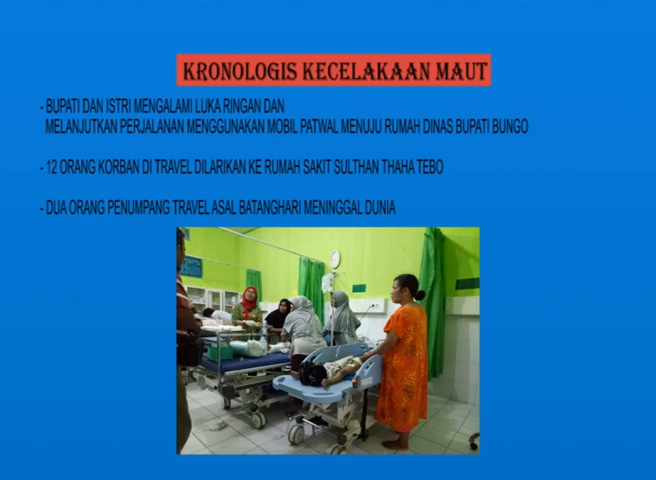 KRONOLOGIS KECELAKAAN MAUT
- BUPATI DAN ISTRI MENGALAMI LUKA RINGAN DAN
MELANJUTKAN PERJALANAN MENGGUNAKAN MOBIL PATWAL MENUJU RUMAH DINAS BUPATI BUNGO
- 12 ORANG KORBAN DI TRAVEL DILARIKAN KE RUMAH SAKIT SULTHAN THAHA TEBO
- DUA ORANG PENUMPANG TRAVEL ASAL BATANGHARI MENINGGAL DUNIA